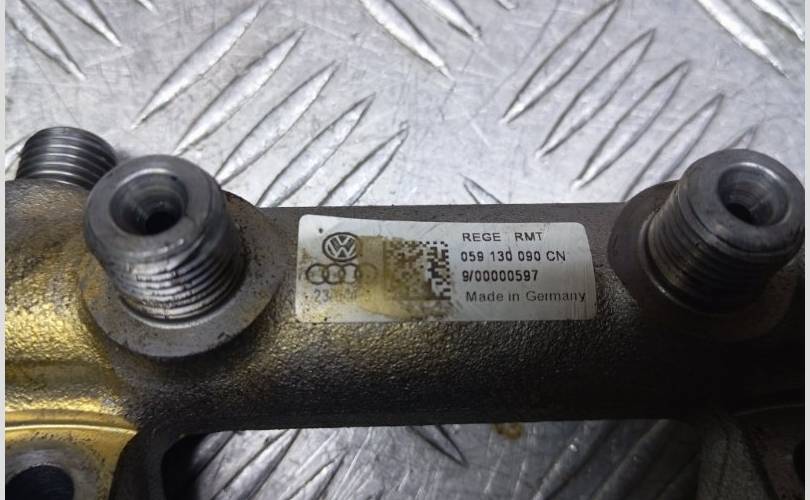 REGE RMT
059 130 090 CN
9/00000597
Made in Germany